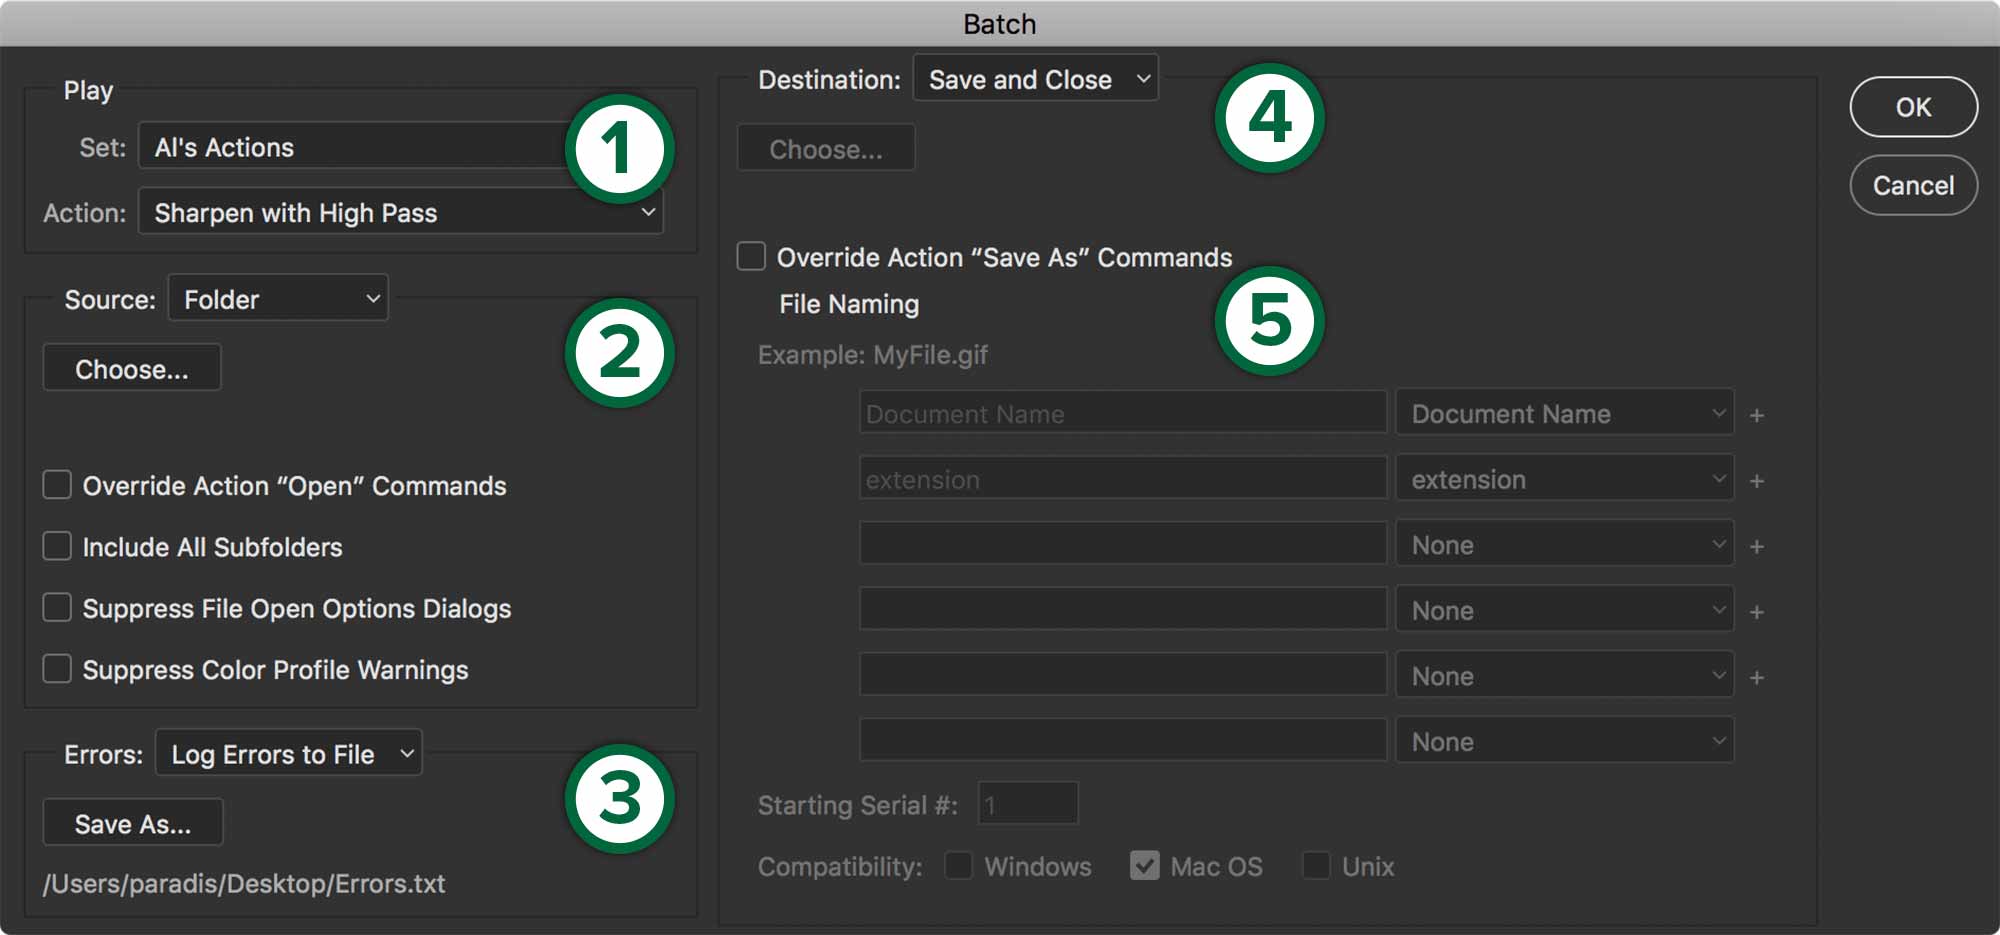 Batch
Play
1
Set: Al's Actions
Action: Sharpen with High Pass
Source: Folder
2
Choose...
Override Action “Open” Commands
Include All Subfolders
Suppress File Open Options Dialogs
Suppress Color Profile Warnings
Errors: Log Errors to File
3
Save As...
/Users/paradis/Desktop/Errors.txt
Destination: Save and Close
4
Choose...
Override Action “Save As” Commands
File Naming
5
Example: MyFile.gif
Document Name Document Name +
extension extension +
None +
None +
None +
None
Starting Serial #: 1
Compatibility: Windows Mac OS Unix
OK
Cancel